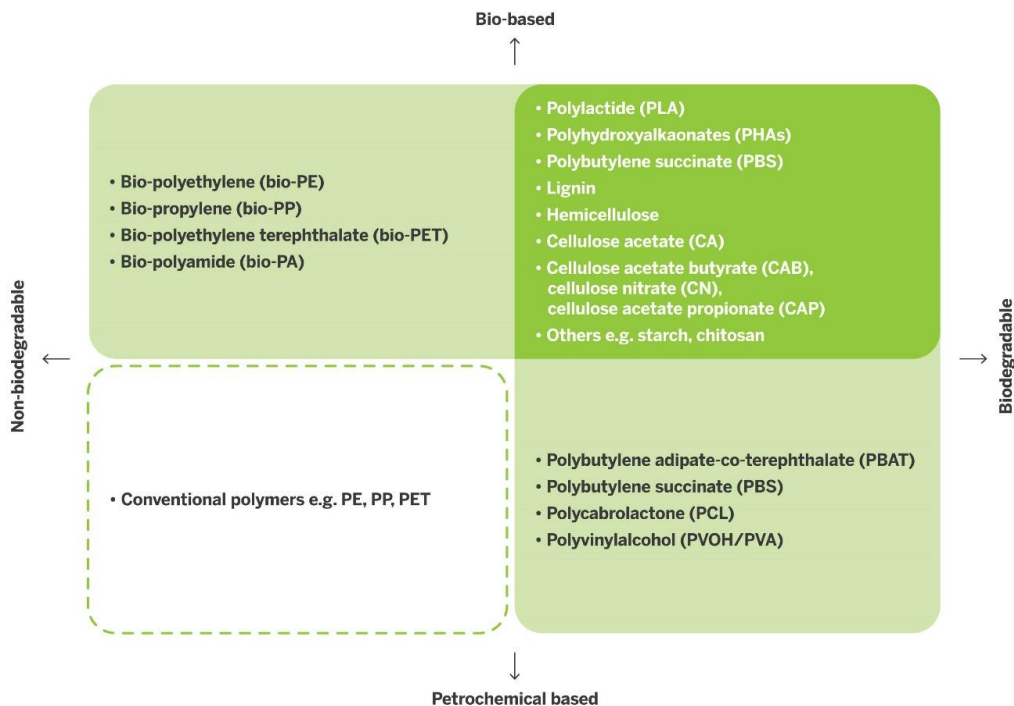 Bio-based
• Polylactide (PLA)
• Polyhydroxyalkaonates (PHAs)
• Polybutylene succinate (PBS)
• Lignin
• Hemicellulose
• Cellulose acetate (CA)
• Cellulose acetate butyrate (CAB),
cellulose nitrate (CN),
cellulose acetate propionate (CAP)
• Others e.g. starch, chitosan
• Bio-polyethylene (bio-PE)
• Bio-propylene (bio-PP)
• Bio-polyethylene terephthalate (bio-PET)
• Bio-polyamide (bio-PA)
Non-biodegradable
Biodegradable
• Conventional polymers e.g. PE, PP, PET
• Polybutylene adipate-co-terephthalate (PBAT)
• Polybutylene succinate (PBS)
• Polycabrolactone (PCL)
• Polyvinylalcohol (PVOH/PVA)
Petrochemical based